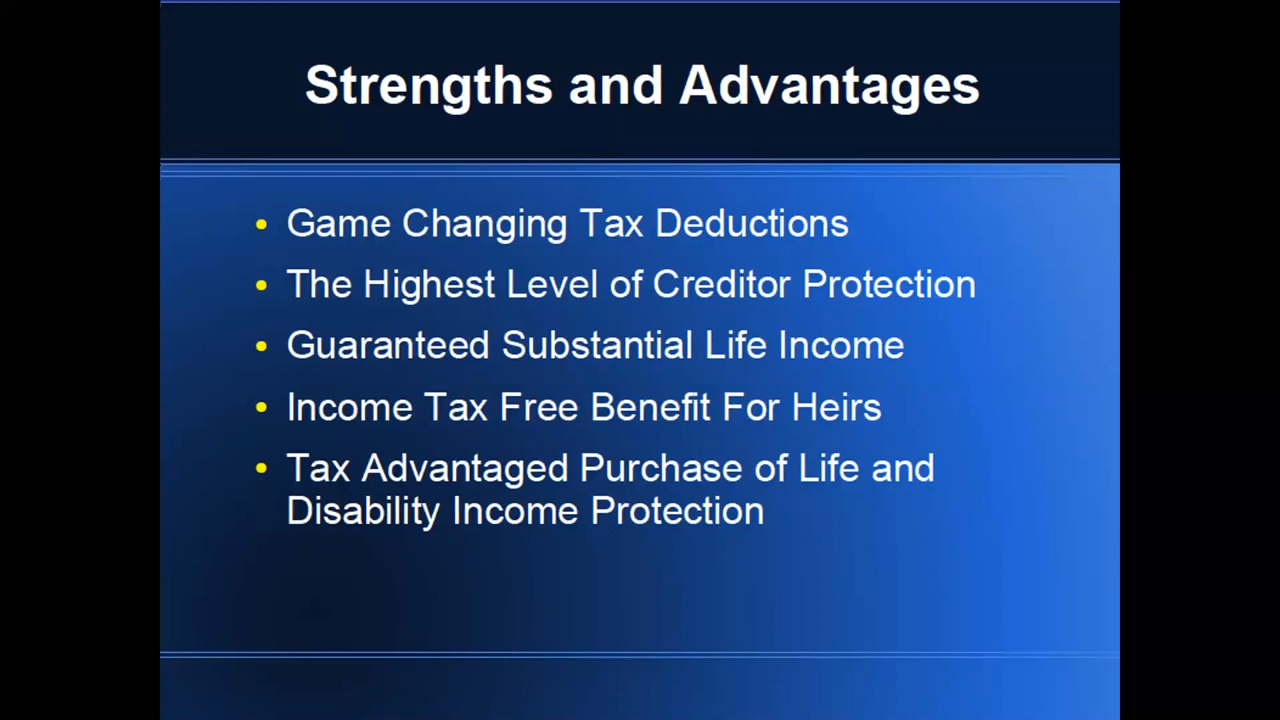 Strengths and Advantages
• Game Changing Tax Deductions
• The Highest Level of Creditor Protection
• Guaranteed Substantial Life Income
• Income Tax Free Benefit For Heirs
• Tax Advantaged Purchase of Life and
Disability Income Protection